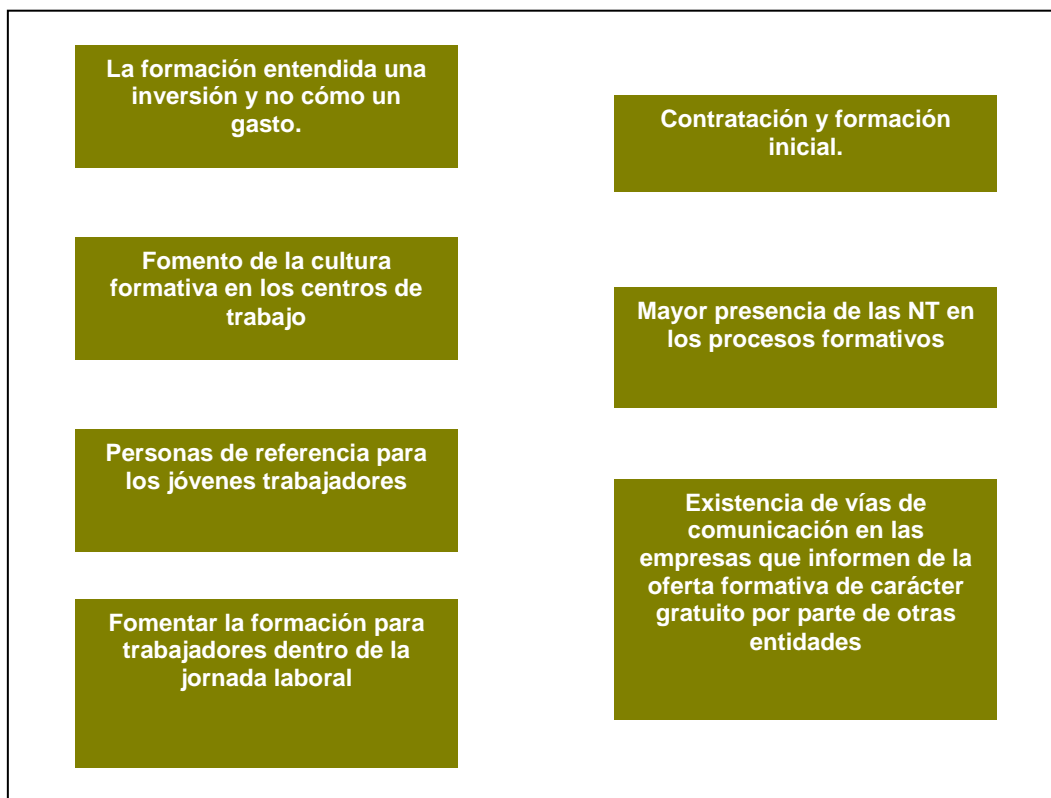 La formación entendida una
inversión y no cómo un
gasto.
Fomento de la cultura
formativa en los centros de
trabajo
Personas de referencia para
los jóvenes trabajadores
Fomentar la formación para
trabajadores dentro de la
jornada laboral
Contratación y formación
inicial.
Mayor presencia de las NT en
los procesos formativos
Existencia de vías de
comunicación en las
empresas que informen de la
oferta formativa de carácter
gratuito por parte de otras
entidades